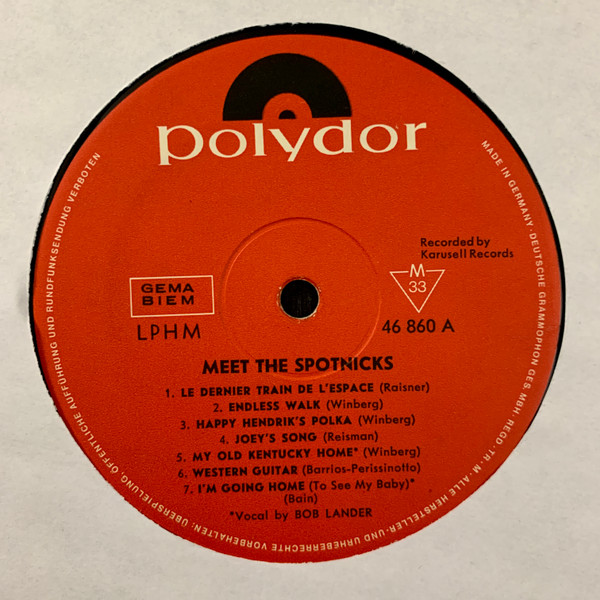 polydor
Recorded by
Karusell Records
GEMA
BIEM
M
33
LPHM
46 860 A
MEET THE SPOTNICKS
1. LE DERNIER TRAIN DE L'ESPACE (Raisner)
2. ENDLESS WALK (Winberg)
3. HAPPY HENDRIK'S POLKA (Winberg)
4. JOEY'S SONG (Reisman)
5. MY OLD KENTUCKY HOME* (Winberg)
6. WESTERN GUITAR (Barrios-Perissinotto)
7. I'M GOING HOME (To See My Baby)*
(Bain)
*Vocal by BOB LANDER
MADE IN GERMANY · DEUTSCHE GRAMMOPHON GES. MBH · REGD. TR. M. · ALLE HERSTELLER- UND URHEBERRECHTE VORBEHALTEN: ÜBERSPIELUNG, ÖFFENTLICHE AUFFÜHRUNG UND RUNDFUNKSENDUNG VERBOTEN